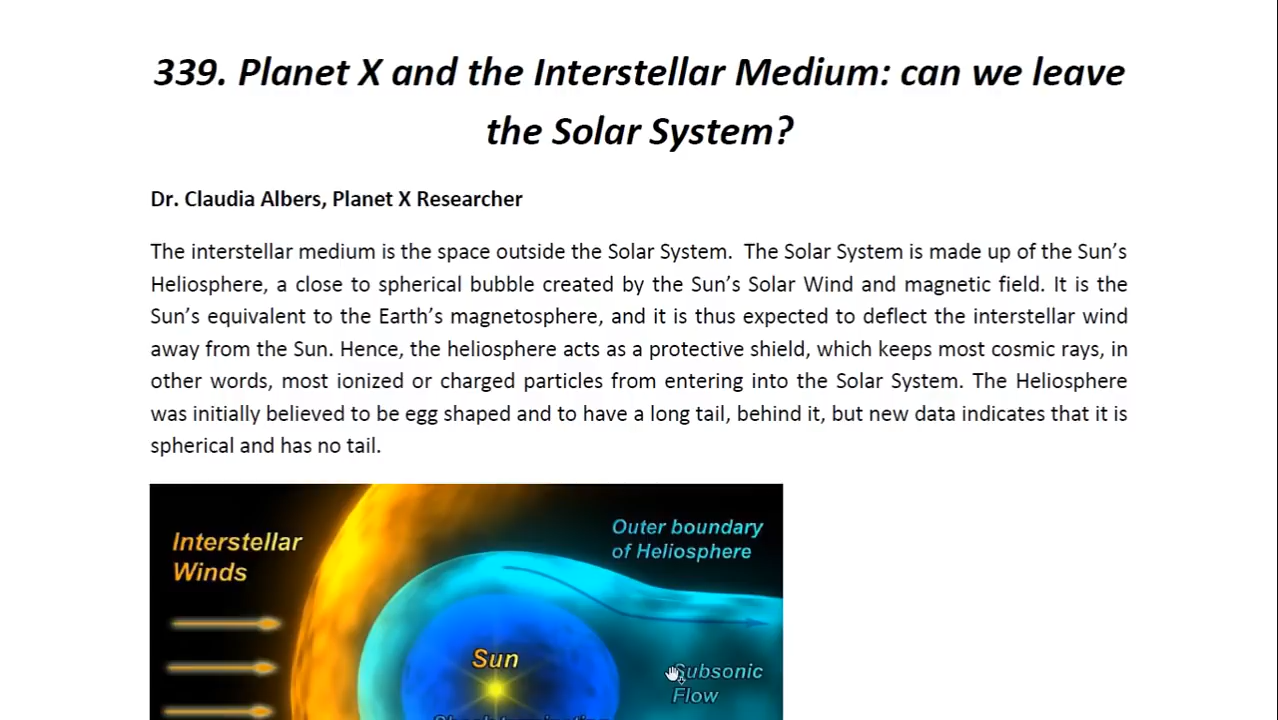 339. Planet X and the Interstellar Medium: can we leave
the Solar System?
Dr. Claudia Albers, Planet X Researcher
The interstellar medium is the space outside the Solar System.  The Solar System is made up of the Sun’s
Heliosphere, a close to spherical bubble created by the Sun’s Solar Wind and magnetic field. It is the
Sun’s equivalent to the Earth’s magnetosphere, and it is thus expected to deflect the interstellar wind
away from the Sun. Hence, the heliosphere acts as a protective shield, which keeps most cosmic rays, in
other words, most ionized or charged particles from entering into the Solar System. The Heliosphere
was initially believed to be egg shaped and to have a long tail, behind it, but new data indicates that it is
spherical and has no tail.
Interstellar
Winds
Outer boundary
of Heliosphere
Sun
Subsonic
Flow